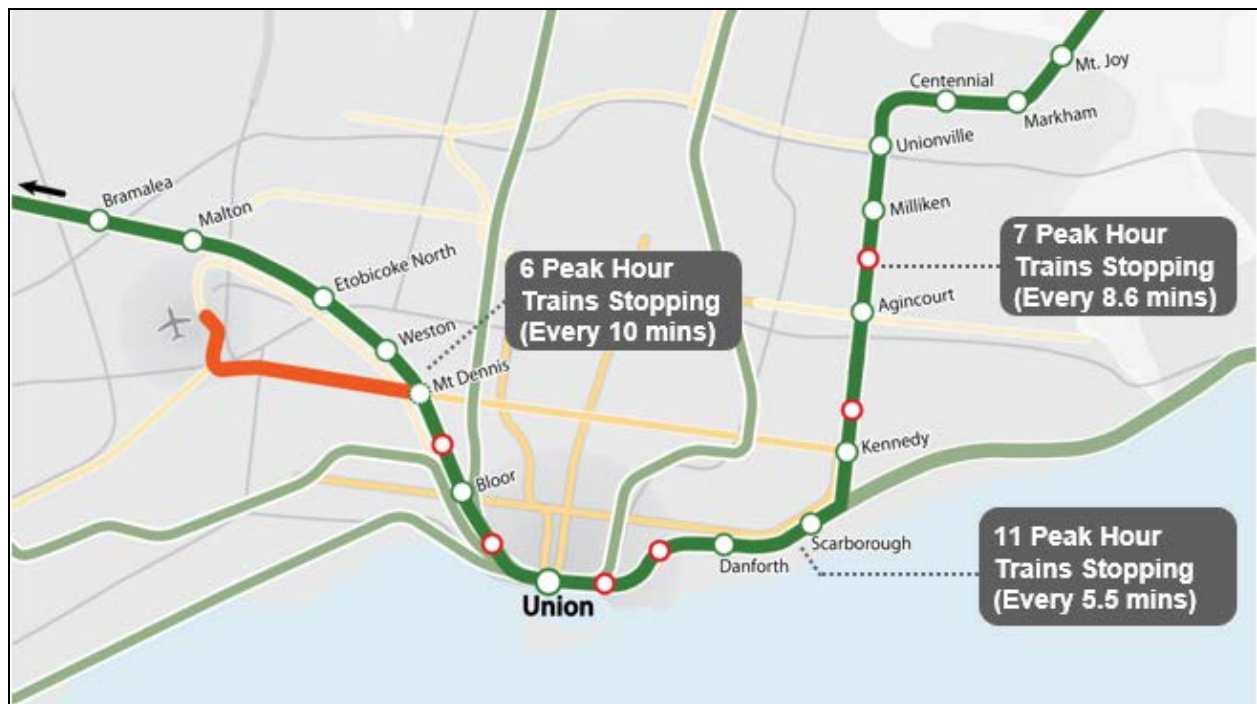 Mt. Joy
Centennial
Markham
Unionville
Bramalea
Malton
Milliken
7 Peak Hour
Trains Stopping
(Every 8.6 mins)
Etobicoke North
6 Peak Hour
Trains Stopping
(Every 10 mins)
Agincourt
Weston
Mt Dennis
Kennedy
Bloor
Scarborough
Danforth
11 Peak Hour
Trains Stopping
(Every 5.5 mins)
Union